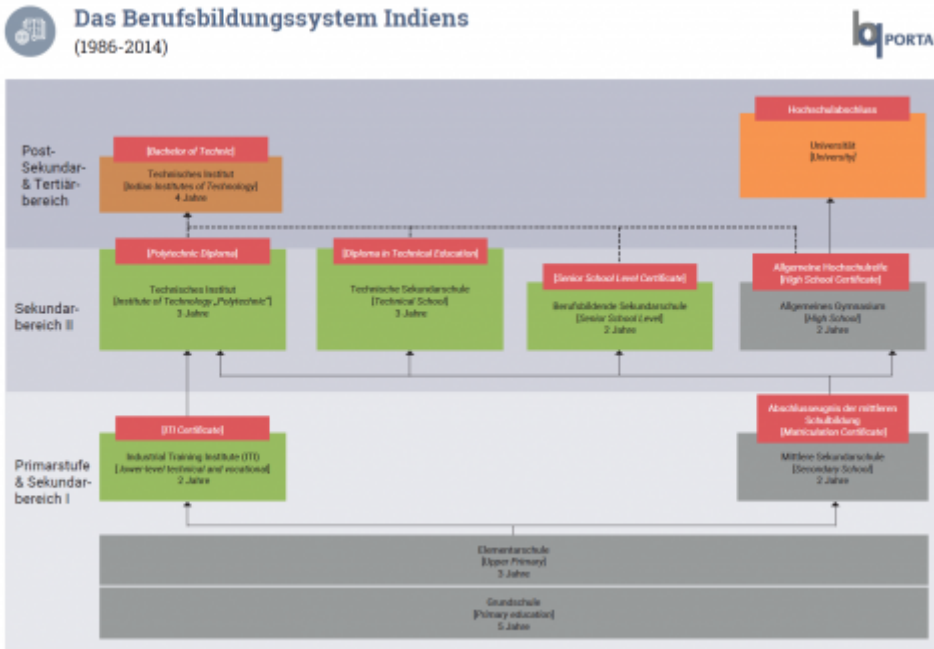 Das Berufsbildungssystem Indiens
(1986-2014)
bq PORTA
Post-
Sekundar-
& Tertiär-
bereich
[Bachelor of Technic]
Technisches Institut
[Indian Institutes of Technology]
4 Jahre
Hochschulabschluss
Universität
[University]
Sekundar-
bereich II
[Polytechnic Diploma]
Technisches Institut
[Institute of Technology „Polytechnic"]
3 Jahre
[Diploma in Technical Education]
Technische Sekundarschule
[Technical School]
3 Jahre
[Senior School Level Certificate]
Berufsbildende Sekundarschule
[Senior School Level]
2 Jahre
Allgemeine Hochschulreife
[High School Certificate]
Allgemeines Gymnasium
[High School]
2 Jahre
Primarstufe
& Sekundar-
bereich I
[ITI Certificate]
Industrial Training Institute (ITI)
[lower-level technical and vocational]
2 Jahre
Abschlusseugnis der mittleren
Schulbildung
[Matriculation Certificate]
Mittlere Sekundarschule
[Secondary School]
2 Jahre
Elementarschule
[Upper Primary]
3 Jahre
Grundschule
[Primary education]
5 Jahre